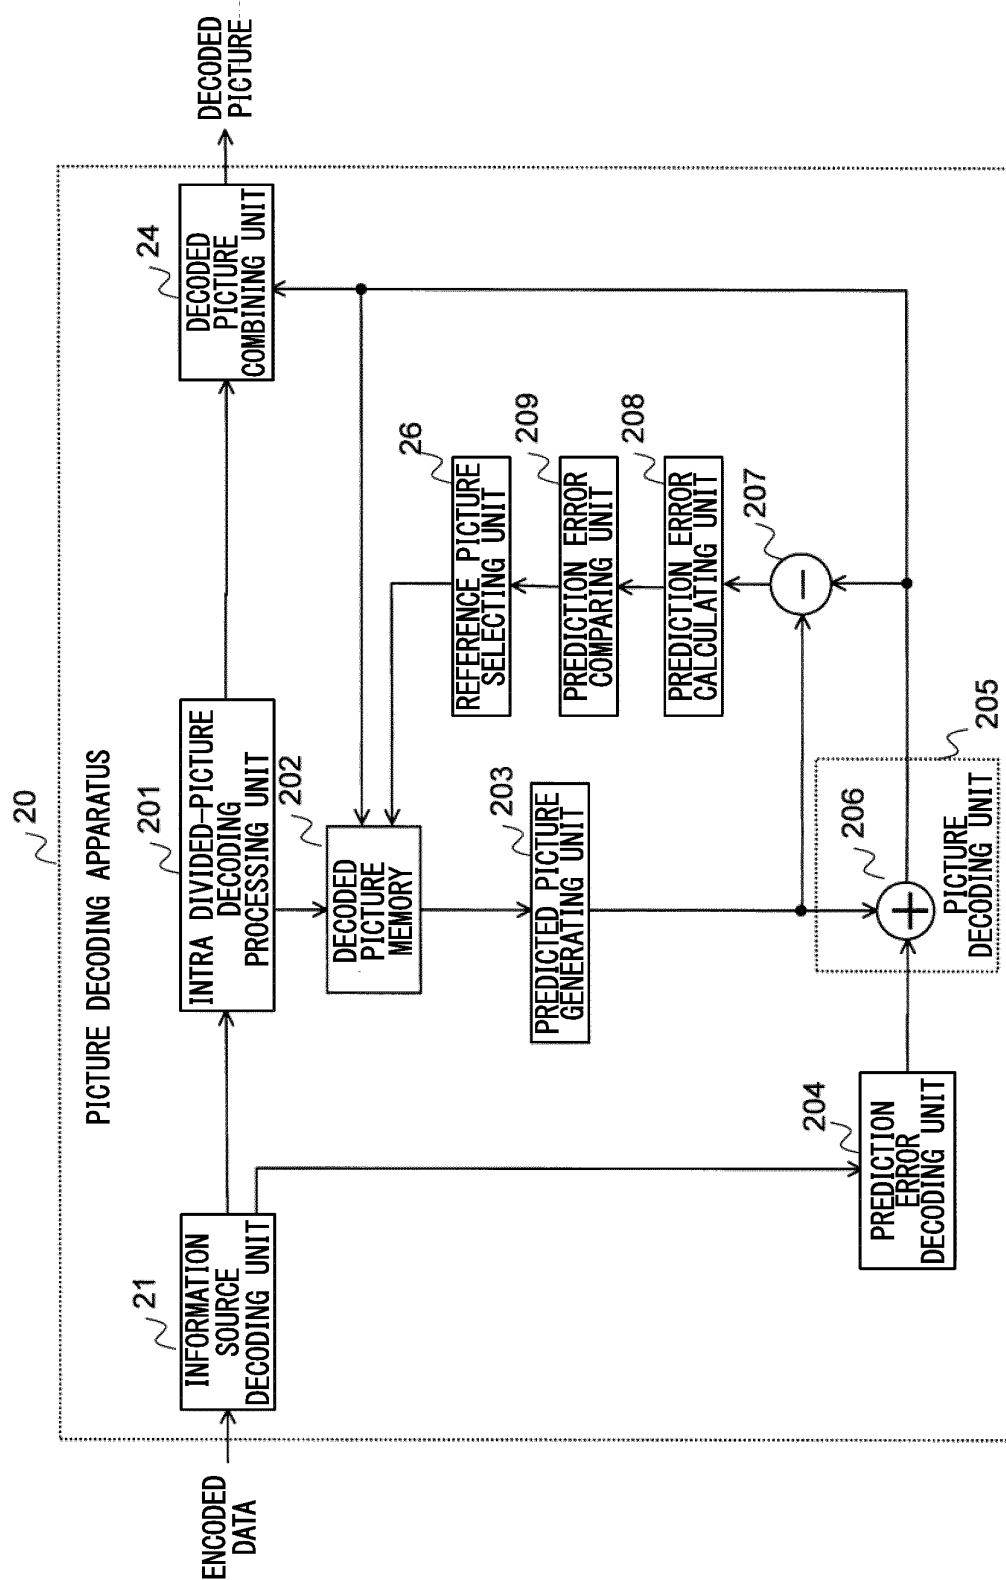 20
PICTURE DECODING APPARATUS
ENCODED
DATA
21
INFORMATION
SOURCE
DECODING UNIT
201
INTRA DIVIDED-PICTURE
DECODING
PROCESSING UNIT
24
DECODED
PICTURE
COMBINING UNIT
DECODED
PICTURE
202
DECODED
PICTURE
MEMORY
26
REFERENCE PICTURE
SELECTING UNIT
203
PREDICTED PICTURE
GENERATING UNIT
209
PREDICTION ERROR
COMPARING UNIT
208
PREDICTION ERROR
CALCULATING UNIT
207
−
204
PREDICTION
ERROR
DECODING UNIT
206
+
PICTURE
DECODING UNIT
205